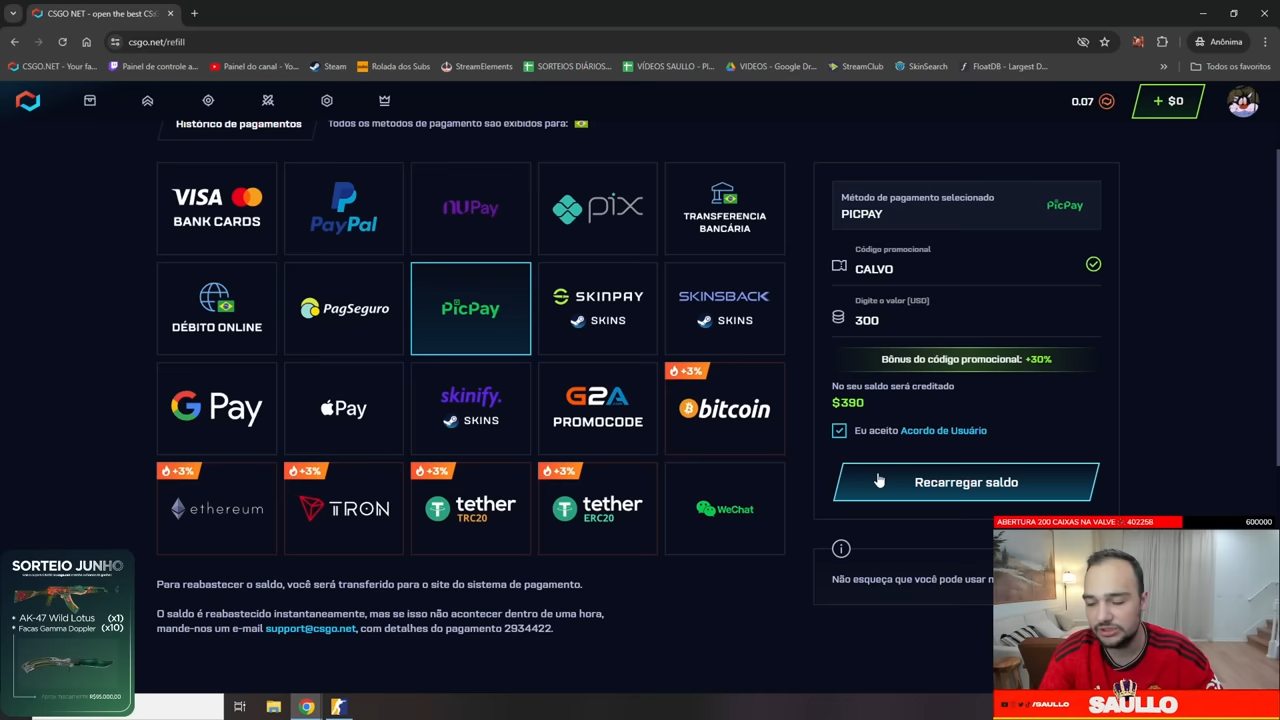 CSGO NET - open the best CS:
csgo.net/refill
Anônima
CSGO.NET - Your fa...
Painel de controle a...
Painel do canal - Yo...
Steam
Rolada dos Subs
StreamElements
SORTEIOS DIÁRIOS...
VÍDEOS SAULLO - PI...
VIDEOS - Google Dr...
StreamClub
SkinSearch
FloatDB - Largest D...
Todos os favoritos
0.07
+ $0
Histórico de pagamentos
Todos os métodos de pagamento são exibidos para:
VISA
BANK CARDS
PayPal
nuPay
pix
TRANSFERENCIA
BANCÁRIA
Método de pagamento selecionado
PICPAY
PicPay
Código promocional
CALVO
Digite o valor (USD)
300
DÉBITO ONLINE
PagSeguro
PicPay
SKINPAY
SKINS
SKINSBACK
SKINS
Bônus do código promocional: +30%
No seu saldo será creditado
$390
Eu aceito Acordo de Usuário
Recarregar saldo
G Pay
Pay
skinify.
SKINS
G2A
PROMOCODE
+3%
bitcoin
+3%
ethereum
+3%
TRON
+3%
tether
TRC20
+3%
tether
ERC20
WeChat
Não esqueça que você pode usar m
Para reabastecer o saldo, você será transferido para o site do sistema de pagamento.
O saldo é reabastecido instantaneamente, mas se isso não acontecer dentro de uma hora,
mande-nos um e-mail support@csgo.net, com detalhes do pagamento 2934422.
ABERTURA 200 CAIXAS NA VALVE : 402258
600000
SORTEIO JUNHO
• AK-47 Wild Lotus (x1)
• Facas Gamma Doppler (x10)
R$95.000,00
/SAULLO
SAULLO